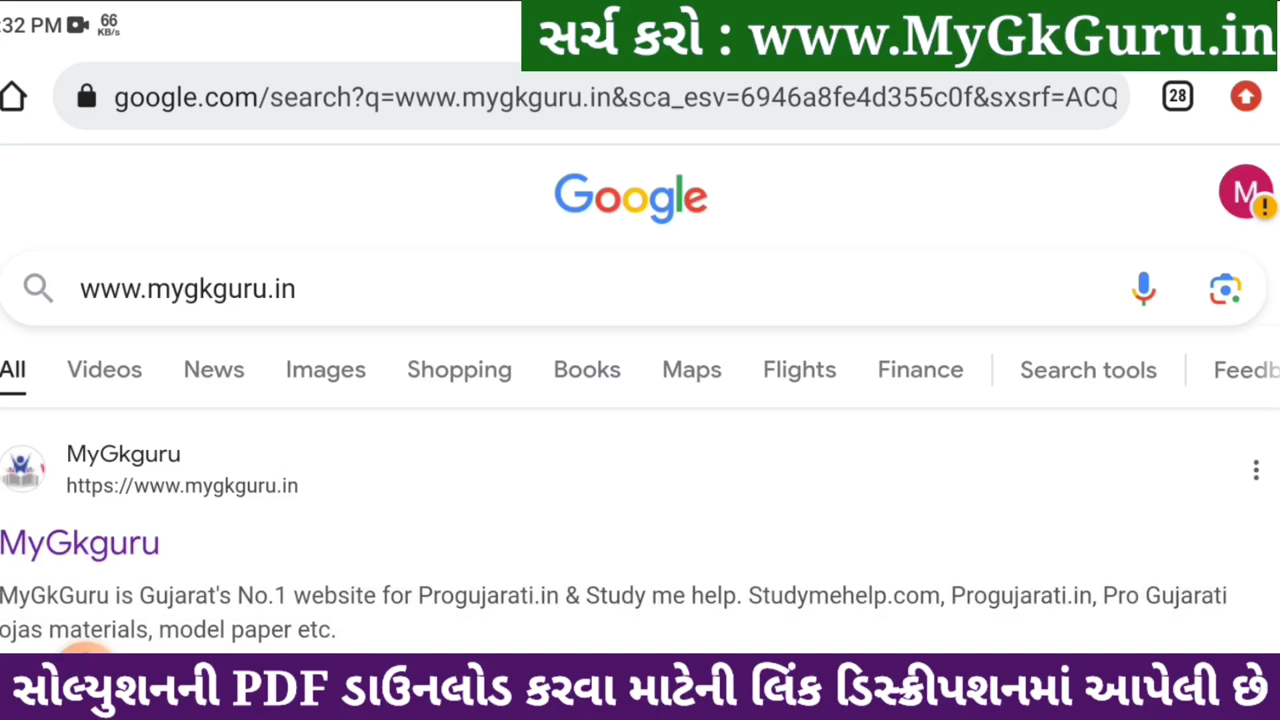 :32 PM 66 KB/s
સર્ચ કરો : www.MyGkGuru.in
google.com/search?q=www.mygkguru.in&sca_esv=6946a8fe4d355c0f&sxsrf=ACQ
28
Google
M
www.mygkguru.in
All Videos News Images Shopping Books Maps Flights Finance Search tools Feedb
MyGkguru
https://www.mygkguru.in
MyGkguru
MyGkGuru is Gujarat's No.1 website for Progujarati.in & Study me help. Studymehelp.com, Progujarati.in, Pro Gujarati
ojas materials, model paper etc.
સોલ્યુશનની PDF ડાઉનલોડ કરવા માટેની લિંક ડિસ્ક્રીપશનમાં આપેલી છે